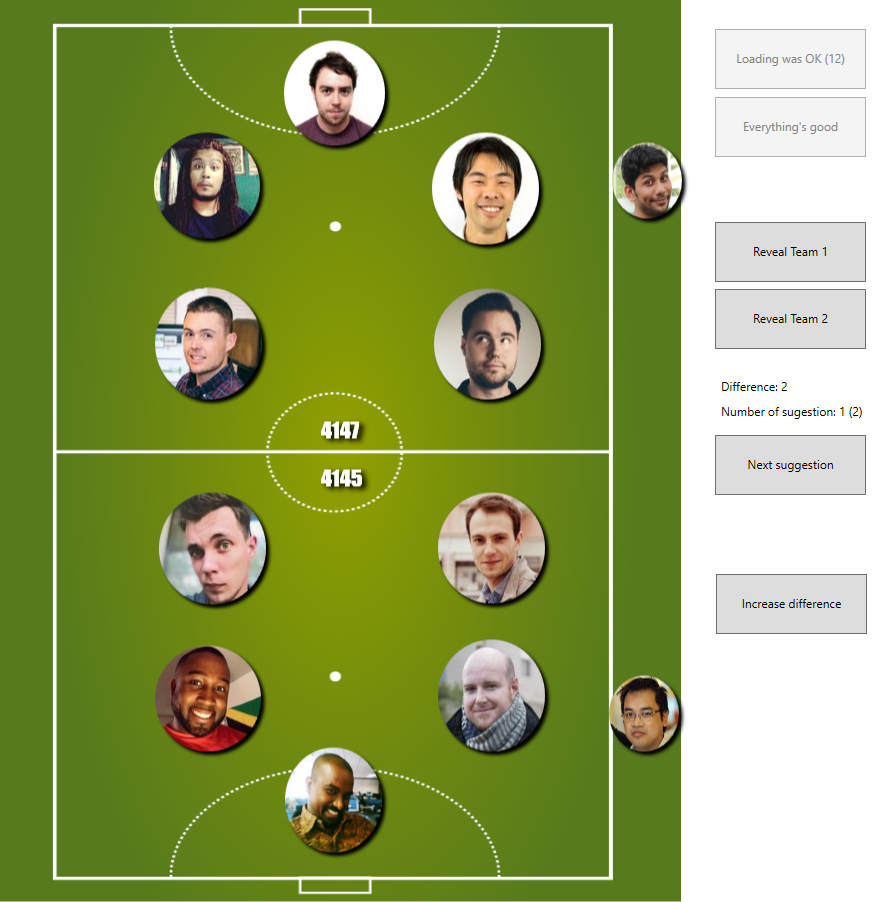 Loading was OK (12)
Everything's good
Reveal Team 1
Reveal Team 2
Difference: 2
Number of sugestion: 1 (2)
4147
4145
Next suggestion
Increase difference